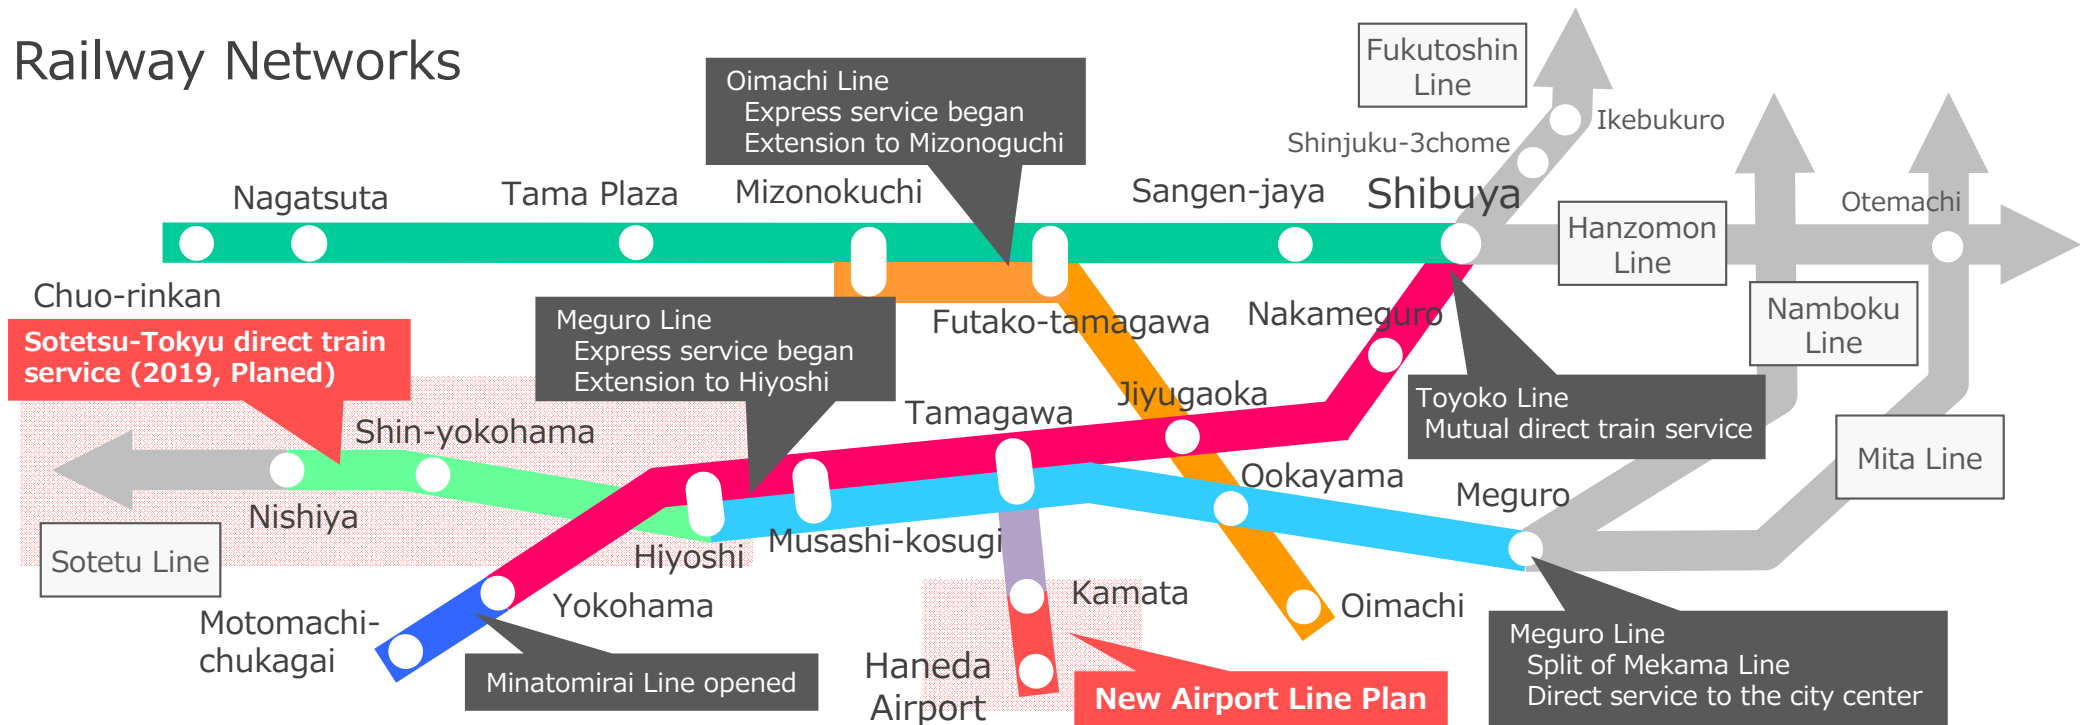 Railway Networks
Oimachi Line
Express service began
Extension to Mizonoguchi
Fukutoshin
Line
Ikebukuro
Shinjuku-3chome
Nagatsuta
Tama Plaza
Mizonokuchi
Sangen-jaya
Shibuya
Otemachi
Hanzomon
Line
Chuo-rinkan
Futako-tamagawa
Nakameguro
Namboku
Line
Sotetsu-Tokyu direct train
service (2019, Planed)
Meguro Line
Express service began
Extension to Hiyoshi
Toyoko Line
Mutual direct train service
Shin-yokohama
Tamagawa
Jiyugaoka
Mita Line
Nishiya
Ookayama
Meguro
Sotetu Line
Hiyoshi
Musashi-kosugi
Motomachi-
chukagai
Yokohama
Kamata
Oimachi
Minatomirai Line opened
Haneda
Airport
New Airport Line Plan
Meguro Line
Split of Mekama Line
Direct service to the city center